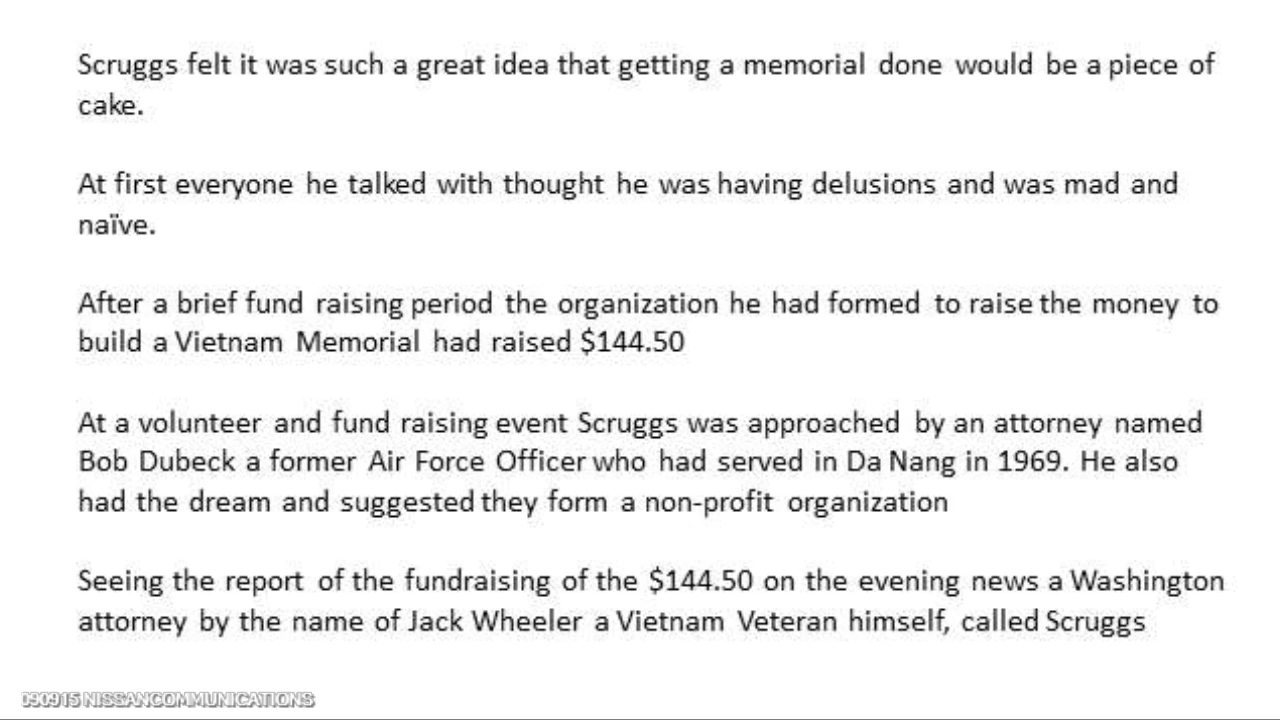 Scruggs felt it was such a great idea that getting a memorial done would be a piece of
cake.
At first everyone he talked with thought he was having delusions and was mad and
naïve.
After a brief fund raising period the organization he had formed to raise the money to
build a Vietnam Memorial had raised $144.50
At a volunteer and fund raising event Scruggs was approached by an attorney named
Bob Dubeck a former Air Force Officer who had served in Da Nang in 1969. He also
had the dream and suggested they form a non-profit organization
Seeing the report of the fundraising of the $144.50 on the evening news a Washington
attorney by the name of Jack Wheeler a Vietnam Veteran himself, called Scruggs
090915 NISSANCOMMUNICATIONS